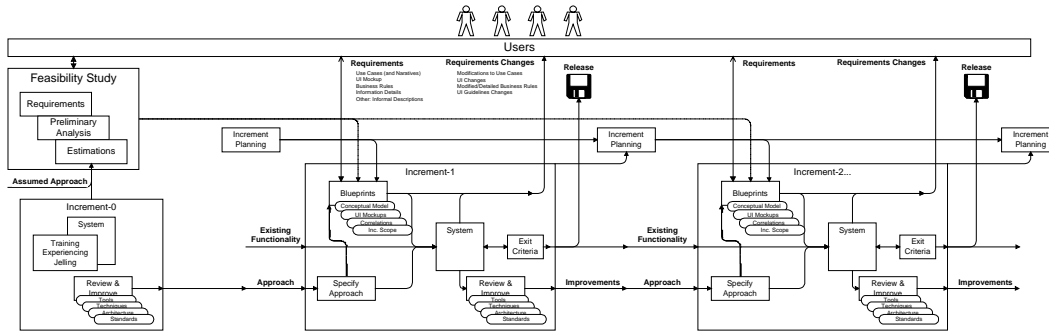 Users
Feasibility Study
Requirements
Preliminary
Analysis
Estimations
Assumed Approach
Increment-0
System
Training
Experiencing
Jelling
Review &
Improve
Tools
Techniques
Architecture
Standards
Requirements
Use Cases (and Naratives)
UI Mockup
Business Rules
Information Details
Other: Informal Descriptions
Requirements Changes
Modifications to Use Cases
UI Changes
Modified/Detailed Business Rules
UI Guidelines Changes
Release
Increment
Planning
Increment-1
Blueprints
Conceptual Model
UI Mockups
Correlations
Inc. Scope
Existing
Functionality
System
Exit
Criteria
Approach
Specify
Approach
Review &
Improve
Tools
Techniques
Architecture
Standards
Improvements
Increment
Planning
Requirements
Requirements Changes
Release
Increment-2...
Blueprints
Conceptual Model
UI Mockups
Correlations
Inc. Scope
Existing
Functionality
System
Exit
Criteria
Approach
Specify
Approach
Review &
Improve
Tools
Techniques
Architecture
Standards
Improvements
Increment
Planning